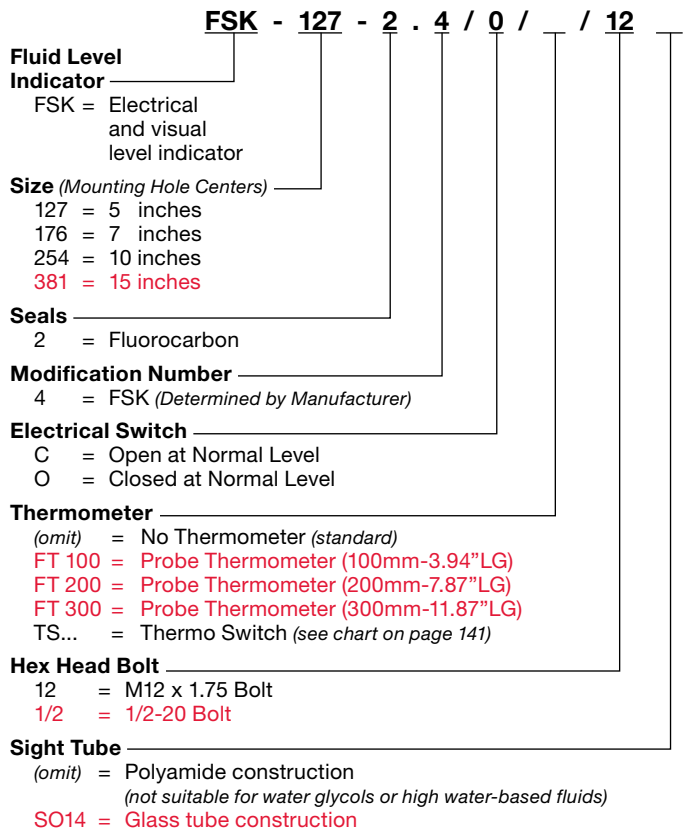 FSK - 127 - 2 . 4 / 0 / __ / 12 __
Fluid Level
Indicator
FSK = Electrical
and visual
level indicator
Size (Mounting Hole Centers)
127 = 5 inches
176 = 7 inches
254 = 10 inches
381 = 15 inches
Seals
2 = Fluorocarbon
Modification Number
4 = FSK (Determined by Manufacturer)
Electrical Switch
C = Open at Normal Level
O = Closed at Normal Level
Thermometer
(omit) = No Thermometer (standard)
FT 100 = Probe Thermometer (100mm-3.94”LG)
FT 200 = Probe Thermometer (200mm-7.87”LG)
FT 300 = Probe Thermometer (300mm-11.87”LG)
TS... = Thermo Switch (see chart on page 141)
Hex Head Bolt
12 = M12 x 1.75 Bolt
1/2 = 1/2-20 Bolt
Sight Tube
(omit) = Polyamide construction
(not suitable for water glycols or high water-based fluids)
SO14 = Glass tube construction